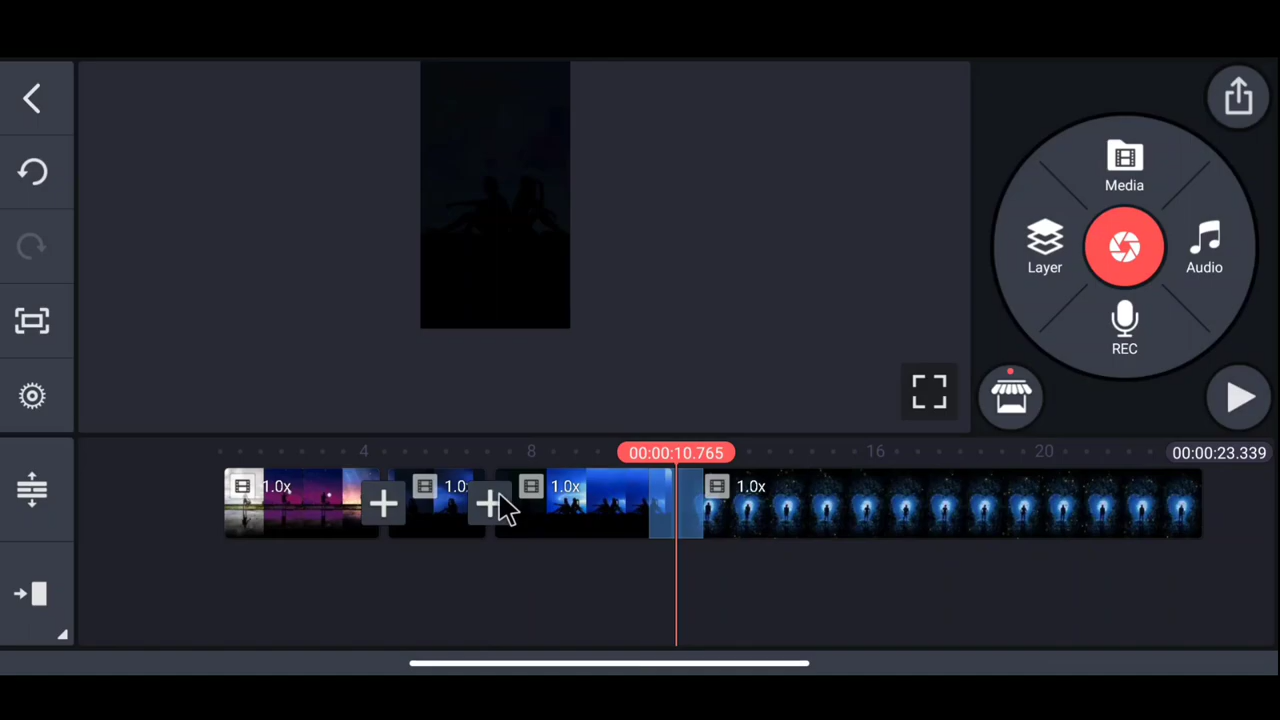 Media
Layer
Audio
REC
4
8
00:00:10.765
16
20
00:00:23.339
1.0x
1.0
1.0x
1.0x